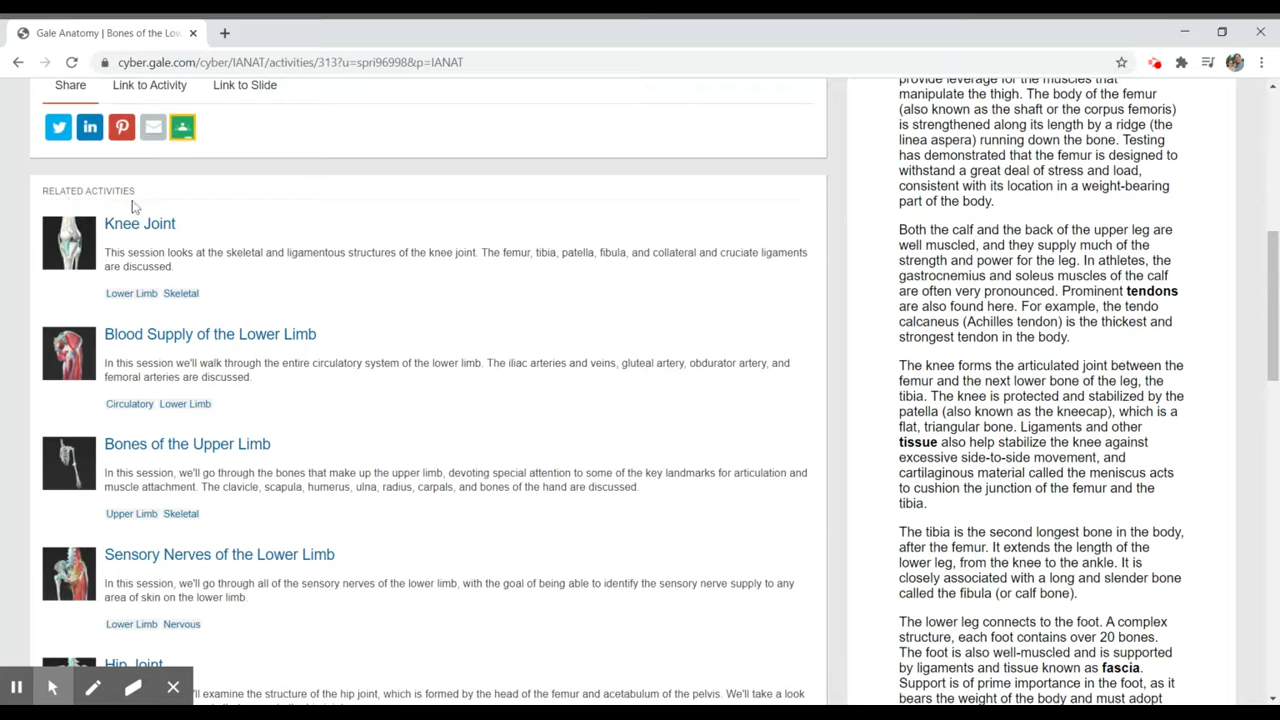 Gale Anatomy | Bones of the Low
cyber.gale.com/cyber/IANAT/activities/313?u=spri96998&p=IANAT
Share Link to Activity Link to Slide
RELATED ACTIVITIES
Knee Joint
This session looks at the skeletal and ligamentous structures of the knee joint. The femur, tibia, patella, fibula, and collateral and cruciate ligaments
are discussed.
Lower Limb Skeletal
Blood Supply of the Lower Limb
In this session we'll walk through the entire circulatory system of the lower limb. The iliac arteries and veins, gluteal artery, obdurator artery, and
femoral arteries are discussed.
Circulatory Lower Limb
Bones of the Upper Limb
In this session, we'll go through the bones that make up the upper limb, devoting special attention to some of the key landmarks for articulation and
muscle attachment. The clavicle, scapula, humerus, ulna, radius, carpals, and bones of the hand are discussed.
Upper Limb Skeletal
Sensory Nerves of the Lower Limb
In this session, we'll go through all of the sensory nerves of the lower limb, with the goal of being able to identify the sensory nerve supply to any
area of skin on the lower limb.
Lower Limb Nervous
Hip Joint
'll examine the structure of the hip joint, which is formed by the head of the femur and acetabulum of the pelvis. We'll take a look
provide leverage for the muscles that
manipulate the thigh. The body of the femur
(also known as the shaft or the corpus femoris)
is strengthened along its length by a ridge (the
linea aspera) running down the bone. Testing
has demonstrated that the femur is designed to
withstand a great deal of stress and load,
consistent with its location in a weight-bearing
part of the body.
Both the calf and the back of the upper leg are
well muscled, and they supply much of the
strength and power for the leg. In athletes, the
gastrocnemius and soleus muscles of the calf
are often very pronounced. Prominent tendons
are also found here. For example, the tendo
calcaneus (Achilles tendon) is the thickest and
strongest tendon in the body.
The knee forms the articulated joint between the
femur and the next lower bone of the leg, the
tibia. The knee is protected and stabilized by the
patella (also known as the kneecap), which is a
flat, triangular bone. Ligaments and other
tissue also help stabilize the knee against
excessive side-to-side movement, and
cartilaginous material called the meniscus acts
to cushion the junction of the femur and the
tibia.
The tibia is the second longest bone in the body,
after the femur. It extends the length of the
lower leg, from the knee to the ankle. It is
closely associated with a long and slender bone
called the fibula (or calf bone).
The lower leg connects to the foot. A complex
structure, each foot contains over 20 bones.
The foot is also well-muscled and is supported
by ligaments and tissue known as fascia.
Support is of prime importance in the foot, as it
bears the weight of the body and must adopt